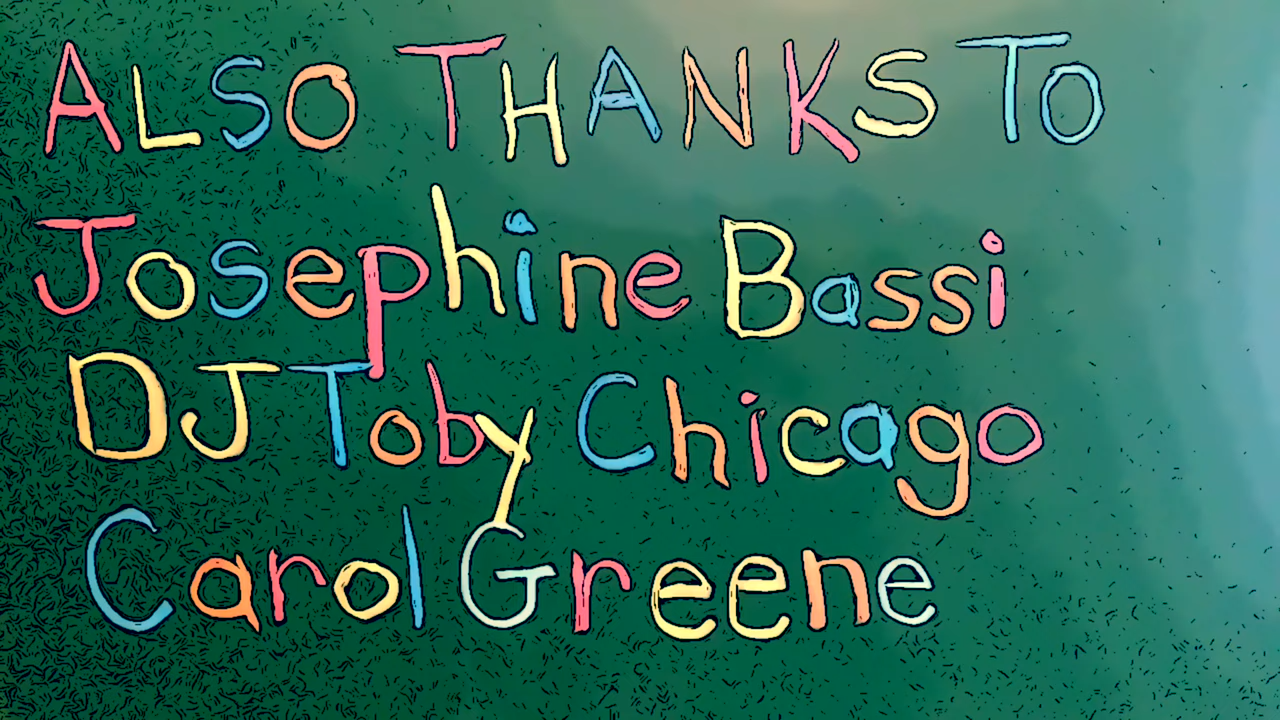 ALSO THANKS TO
Josephine Bassi
DJ Toby Chicago
Carol Greene